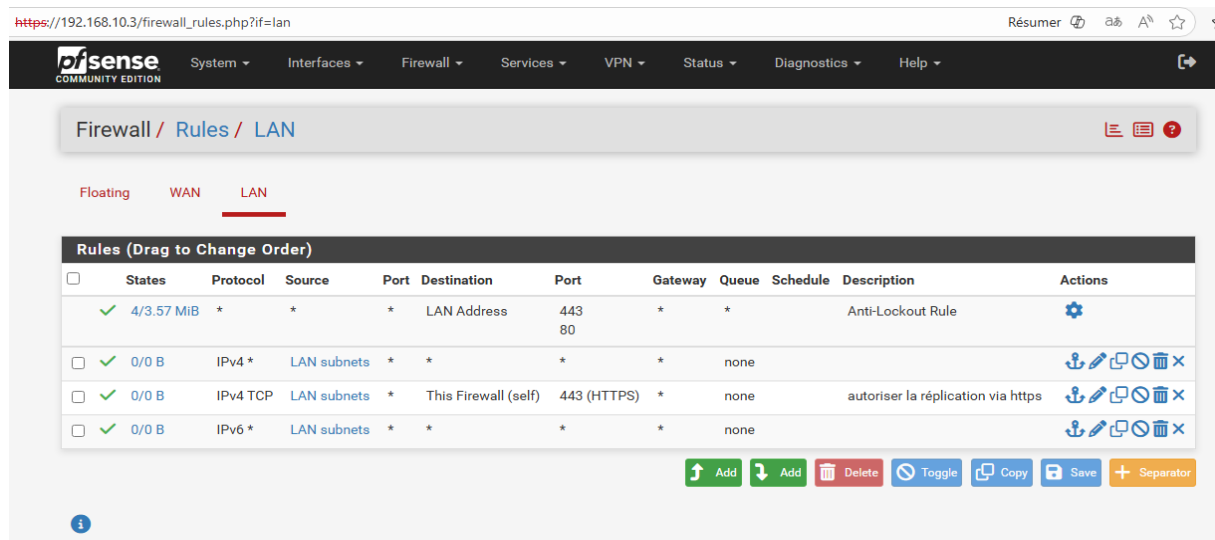 https://192.168.10.3/firewall_rules.php?if=lan Résumer aあ A
pfsense COMMUNITY EDITION System Interfaces Firewall Services VPN Status Diagnostics Help
Firewall / Rules / LAN
Floating WAN LAN
Rules (Drag to Change Order)
States Protocol Source Port Destination Port Gateway Queue Schedule Description Actions
4/3.57 MiB * * * LAN Address 443 * * Anti-Lockout Rule
80
0/0 B IPv4 * LAN subnets * * * * none
0/0 B IPv4 TCP LAN subnets * This Firewall (self) 443 (HTTPS) * none autoriser la réplication via https
0/0 B IPv6 * LAN subnets * * * * none
Add Add Delete Toggle Copy Save Separator